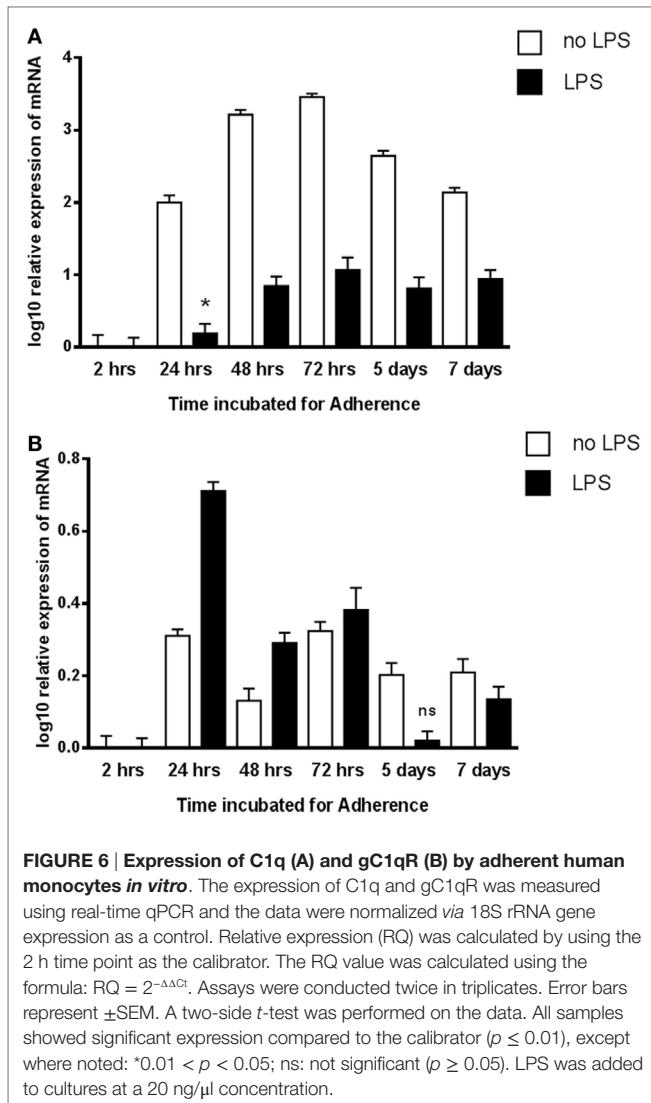 A
no LPS
LPS
log10 relative expression of mRNA
4
3
2
1
0
*
2 hrs 24 hrs 48 hrs 72 hrs 5 days 7 days
Time incubated for Adherence
B
no LPS
LPS
log10 relative expression of mRNA
0.8
0.6
0.4
0.2
0.0
ns
2 hrs 24 hrs 48 hrs 72 hrs 5 days 7 days
Time incubated for Adherence
FIGURE 6 | Expression of C1q (A) and gC1qR (B) by adherent human
monocytes in vitro. The expression of C1q and gC1qR was measured
using real-time qPCR and the data were normalized via 18S rRNA gene
expression as a control. Relative expression (RQ) was calculated by using the
2 h time point as the calibrator. The RQ value was calculated using the
formula: RQ = 2^−ΔΔCt. Assays were conducted twice in triplicates. Error bars
represent ±SEM. A two-side t-test was performed on the data. All samples
showed significant expression compared to the calibrator (p ≤ 0.01), except
where noted: *0.01 < p < 0.05; ns: not significant (p ≥ 0.05). LPS was added
to cultures at a 20 ng/μl concentration.